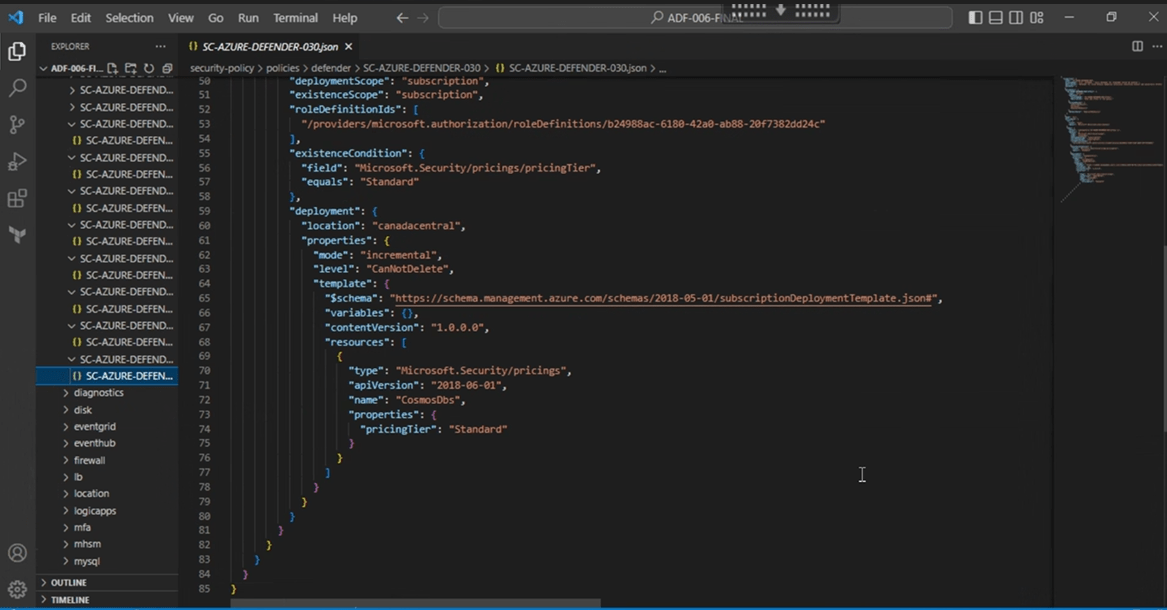 File Edit Selection View Go Run Terminal Help
ADF-006-FINAL
EXPLORER
SC-AZURE-DEFENDER-030.json
ADF-006-FI...
security-policy > policies > defender > SC-AZURE-DEFENDER-030 > {} SC-AZURE-DEFENDER-030.json > ...
SC-AZURE-DEFEND...
SC-AZURE-DEFEND...
SC-AZURE-DEFEND...
{} SC-AZURE-DEFEN...
SC-AZURE-DEFEND...
{} SC-AZURE-DEFEN...
SC-AZURE-DEFEND...
{} SC-AZURE-DEFEN...
SC-AZURE-DEFEND...
{} SC-AZURE-DEFEN...
SC-AZURE-DEFEND...
{} SC-AZURE-DEFEN...
SC-AZURE-DEFEND...
{} SC-AZURE-DEFEN...
SC-AZURE-DEFEND...
{} SC-AZURE-DEFEN...
SC-AZURE-DEFEND...
{} SC-AZURE-DEFEN...
diagnostics
disk
eventgrid
eventhub
firewall
lb
location
logicapps
mfa
mhsm
mysql
OUTLINE
TIMELINE
50 "deploymentScope": "subscription",
51 "existenceScope": "subscription",
52 "roleDefinitionIds": [
53 "/providers/microsoft.authorization/roleDefinitions/b24988ac-6180-42a0-ab88-20f7382dd24c"
54 ],
55 "existenceCondition": {
56 "field": "Microsoft.Security/pricings/pricingTier",
57 "equals": "Standard"
58 },
59 "deployment": {
60 "location": "canadacentral",
61 "properties": {
62 "mode": "incremental",
63 "level": "CanNotDelete",
64 "template": {
65 "$schema": "https://schema.management.azure.com/schemas/2018-05-01/subscriptionDeploymentTemplate.json#",
66 "variables": {},
67 "contentVersion": "1.0.0.0",
68 "resources": [
69 {
70 "type": "Microsoft.Security/pricings",
71 "apiVersion": "2018-06-01",
72 "name": "CosmosDbs",
73 "properties": {
74 "pricingTier": "Standard"
75 }
76 }
77 ]
78 }
79 }
80 }
81 }
82 }
83 }
84 }
85 }